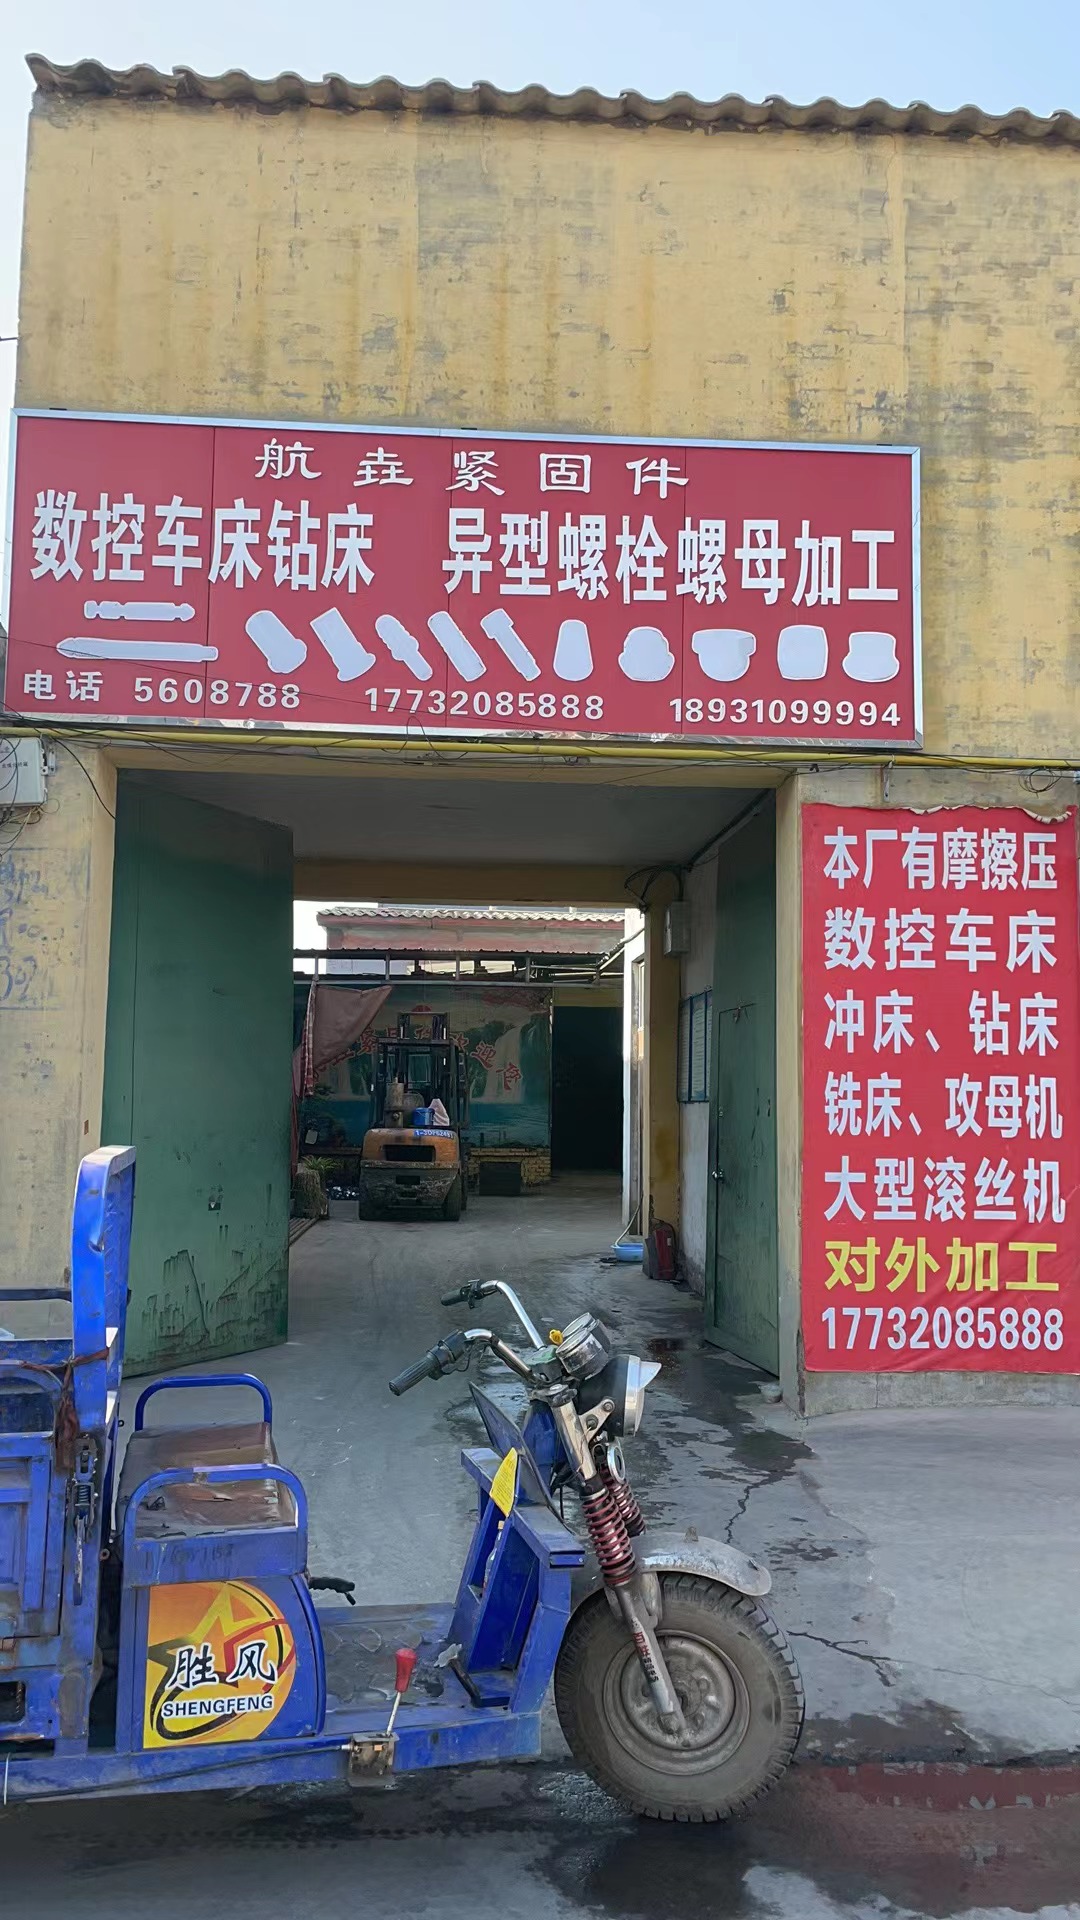 航垚紧固件
数控车床钻床 异型螺栓螺母加工
电话 5608788 17732085888 18931099994
本厂有摩擦压
数控车床
冲床、钻床
铣床、攻母机
大型滚丝机
对外加工
17732085888
胜风
SHENGFENG